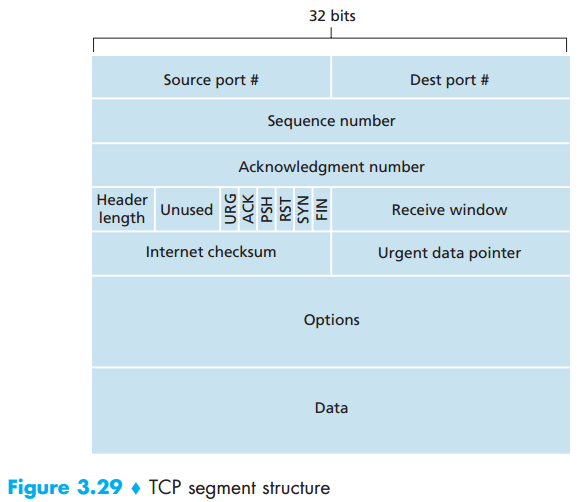 32 bits
Source port #
Dest port #
Sequence number
Acknowledgment number
Header
length
Unused
URG
ACK
PSH
RST
SYN
FIN
Receive window
Internet checksum
Urgent data pointer
Options
Data
Figure 3.29 ♦ TCP segment structure